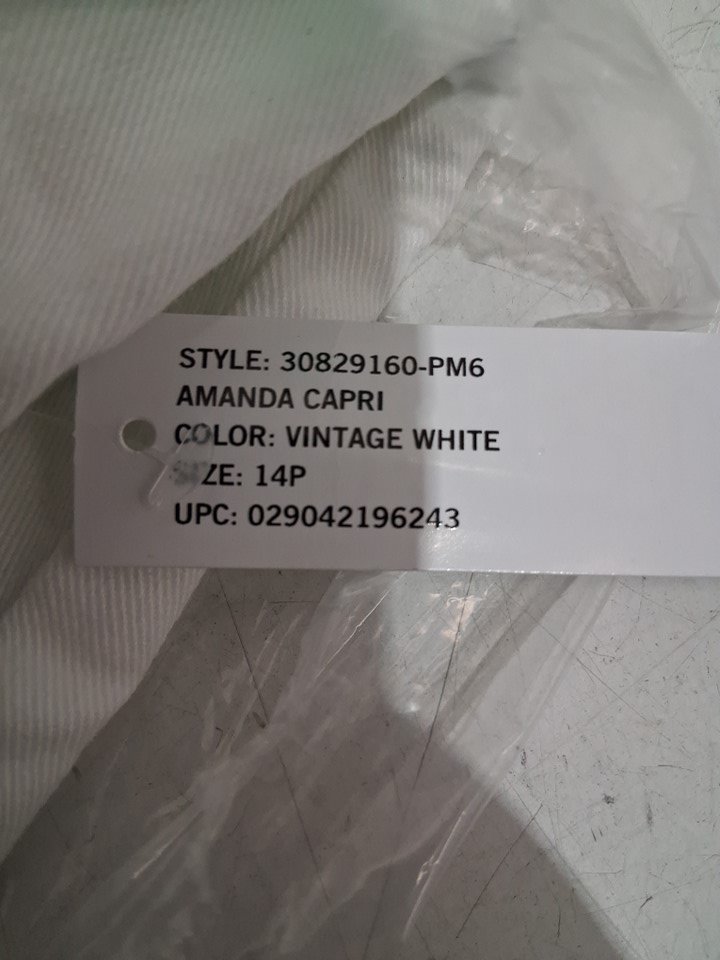 STYLE: 30829160-PM6
AMANDA CAPRI
COLOR: VINTAGE WHITE
SIZE: 14P
UPC: 029042196243